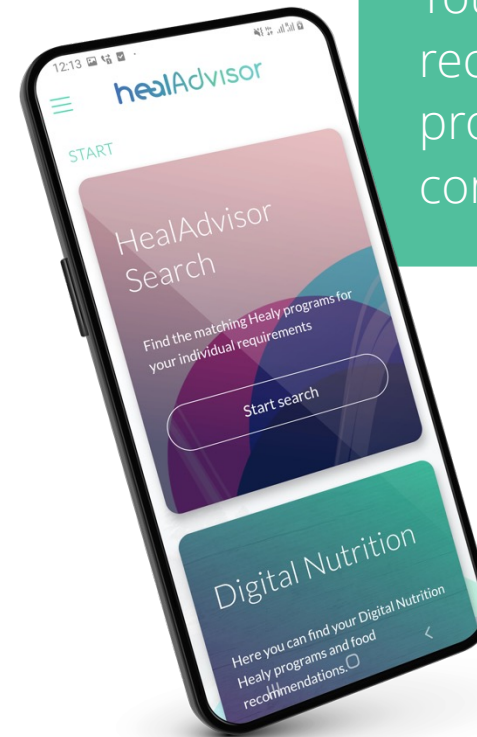 12:13
healAdvisor
START
HealAdvisor
Search
Find the matching Healy programs for
your individual requirements
Start search
Digital Nutrition
Here you can find your Digital Nutrition
Healy programs and food
recommendations.